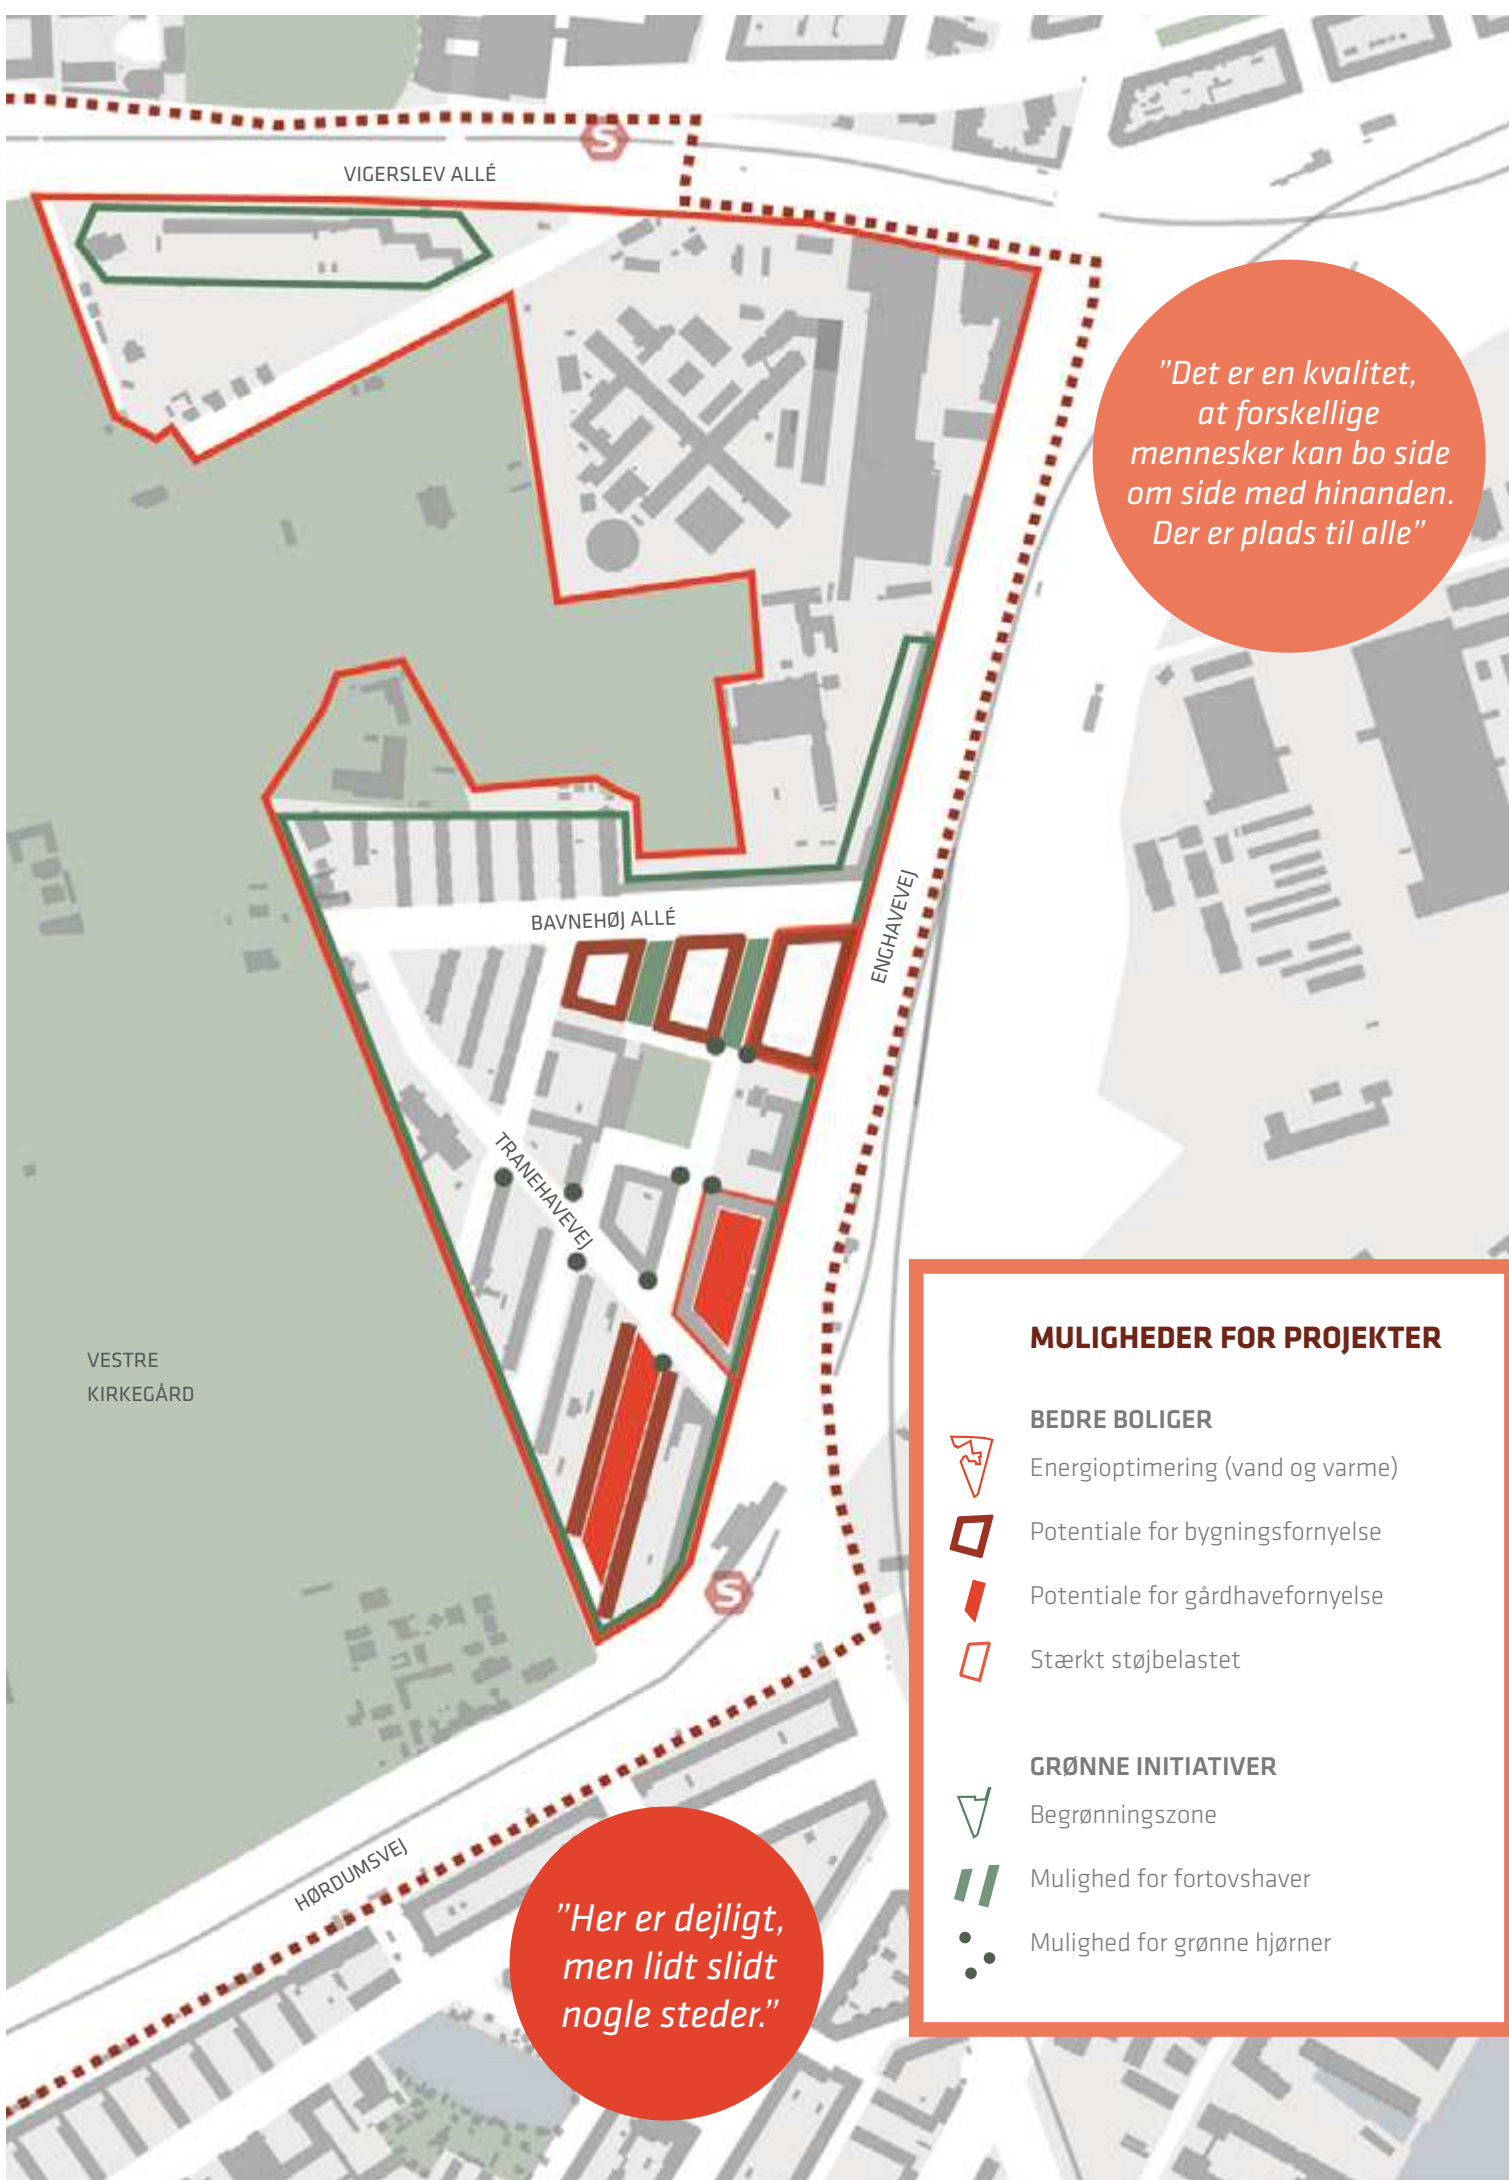 S
VIGERSLEV ALLÉ
”Det er en kvalitet,
at forskellige
mennesker kan bo side
om side med hinanden.
Der er plads til alle”
ENGHAVEVEJ
BAVNEHØJ ALLÉ
TRANEHAVEVEJ
VESTRE
KIRKEGÅRD
S
HØRDUMSVEJ
”Her er dejligt,
men lidt slidt
nogle steder.”
MULIGHEDER FOR PROJEKTER
BEDRE BOLIGER
Energioptimering (vand og varme)
Potentiale for bygningsfornyelse
Potentiale for gårdhavefornyelse
Stærkt støjbelastet
GRØNNE INITIATIVER
Begrønningszone
Mulighed for fortovshaver
Mulighed for grønne hjørner